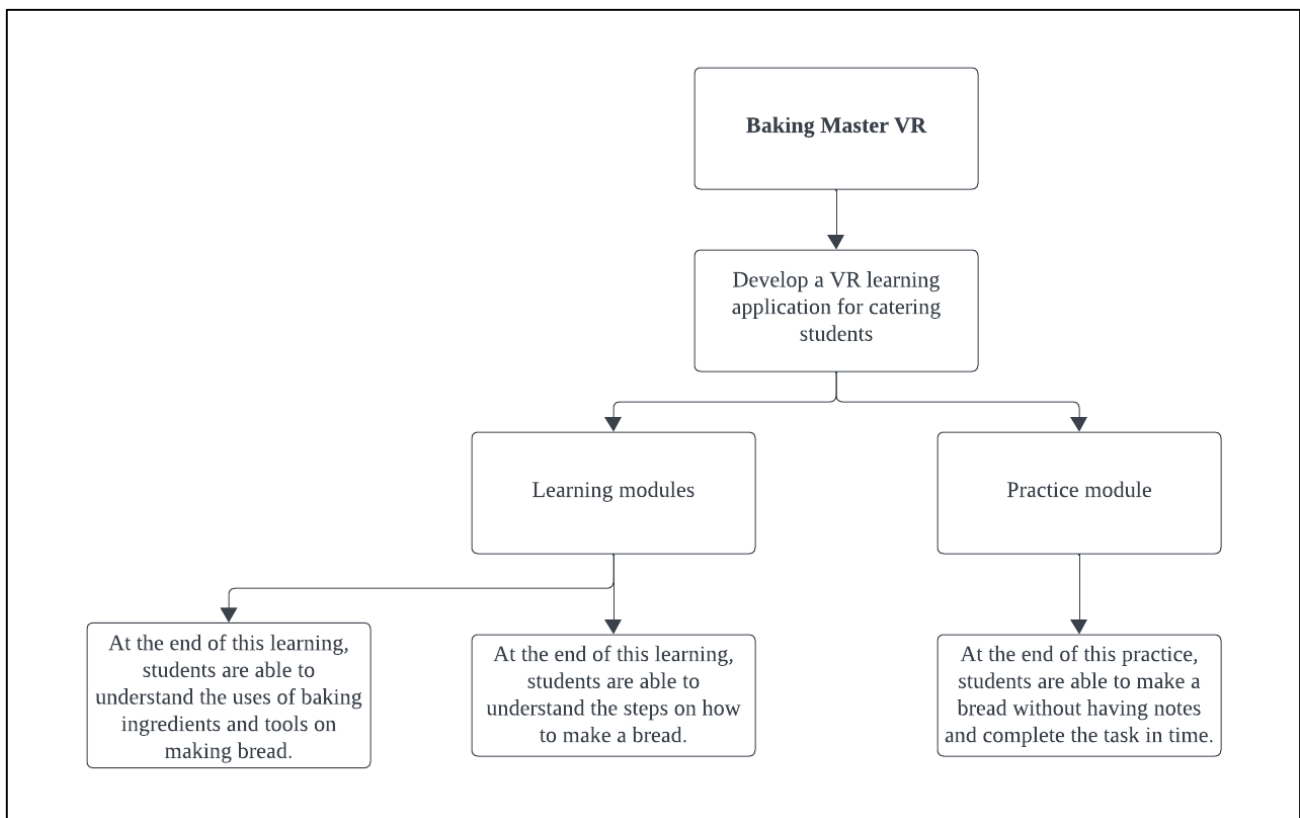 Baking Master VR
Develop a VR learning
application for catering
students
Learning modules
Practice module
At the end of this learning,
students are able to
understand the uses of baking
ingredients and tools on
making bread.
At the end of this learning,
students are able to
understand the steps on how
to make a bread.
At the end of this practice,
students are able to make a
bread without having notes
and complete the task in time.